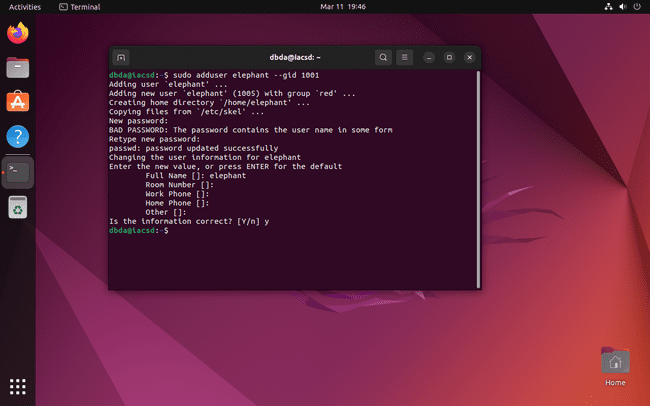 Activities
Terminal
Mar 11 19:46
dbda@iacsd: ~
dbda@iacsd:~$ sudo adduser elephant --gid 1001
Adding user `elephant' ...
Adding new user `elephant' (1005) with group `red' ...
Creating home directory `/home/elephant' ...
Copying files from `/etc/skel' ...
New password:
BAD PASSWORD: The password contains the user name in some form
Retype new password:
passwd: password updated successfully
Changing the user information for elephant
Enter the new value, or press ENTER for the default
Full Name []: elephant
Room Number []:
Work Phone []:
Home Phone []:
Other []:
Is the information correct? [Y/n] y
dbda@iacsd:~$
Home